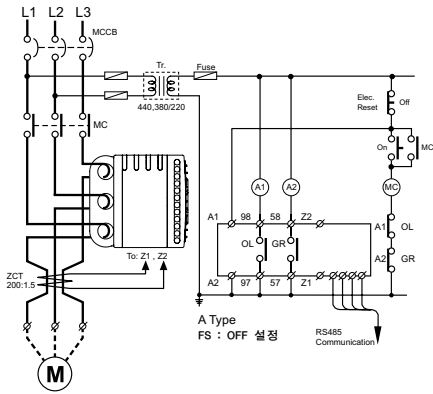 L1 L2 L3
MCCB
Tr.
Fuse
440,380/220
Elec.
Reset
Off
MC
On
MC
A1
A2
MC
A1
98
58
Z2
A1
OL
OL
GR
To: Z1 , Z2
A2
GR
A2
97
57
Z1
ZCT
200:1.5
A Type
FS : OFF 설정
RS485
Communication
M